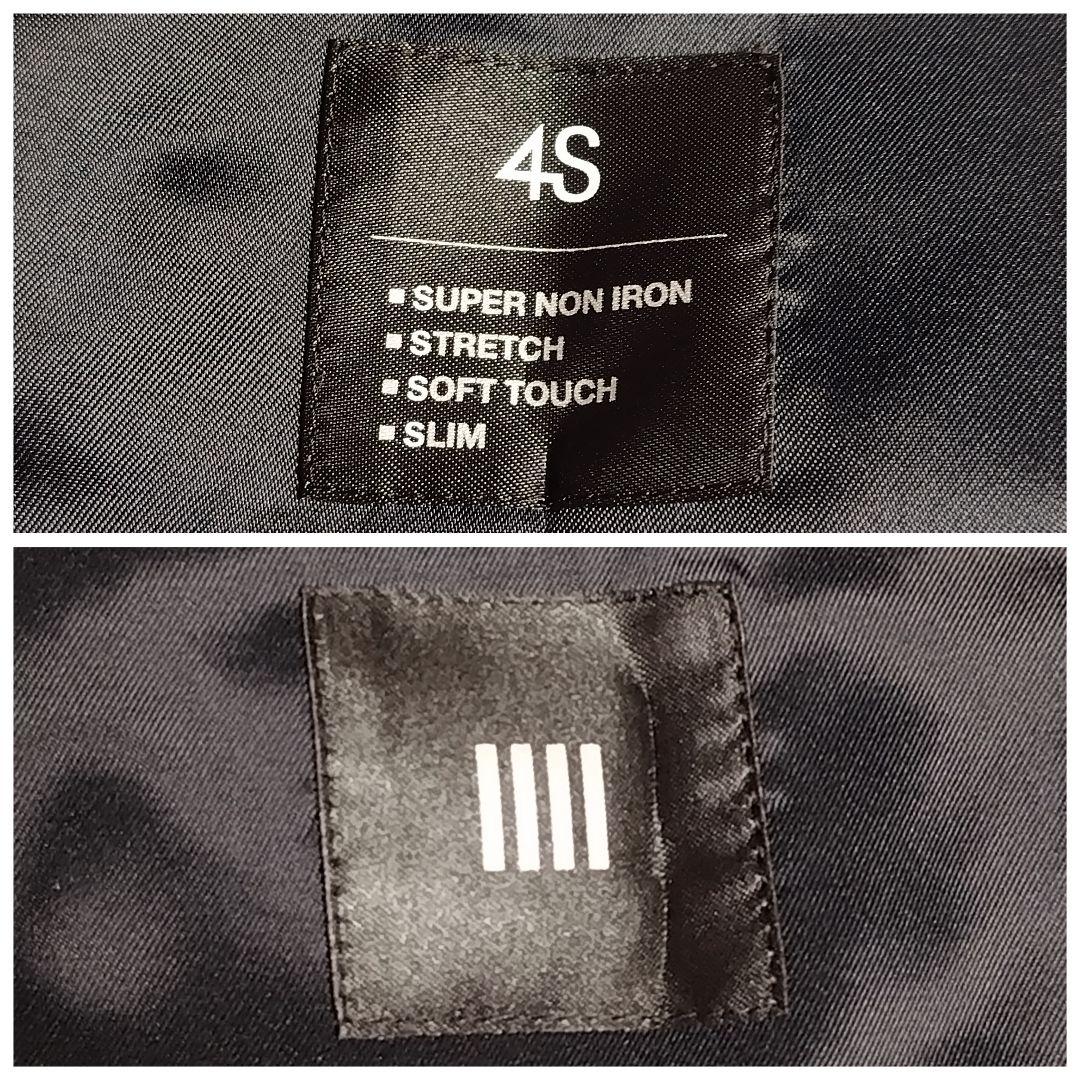 4S
▪SUPER NON IRON
▪STRETCH
▪SOFT TOUCH
▪SLIM